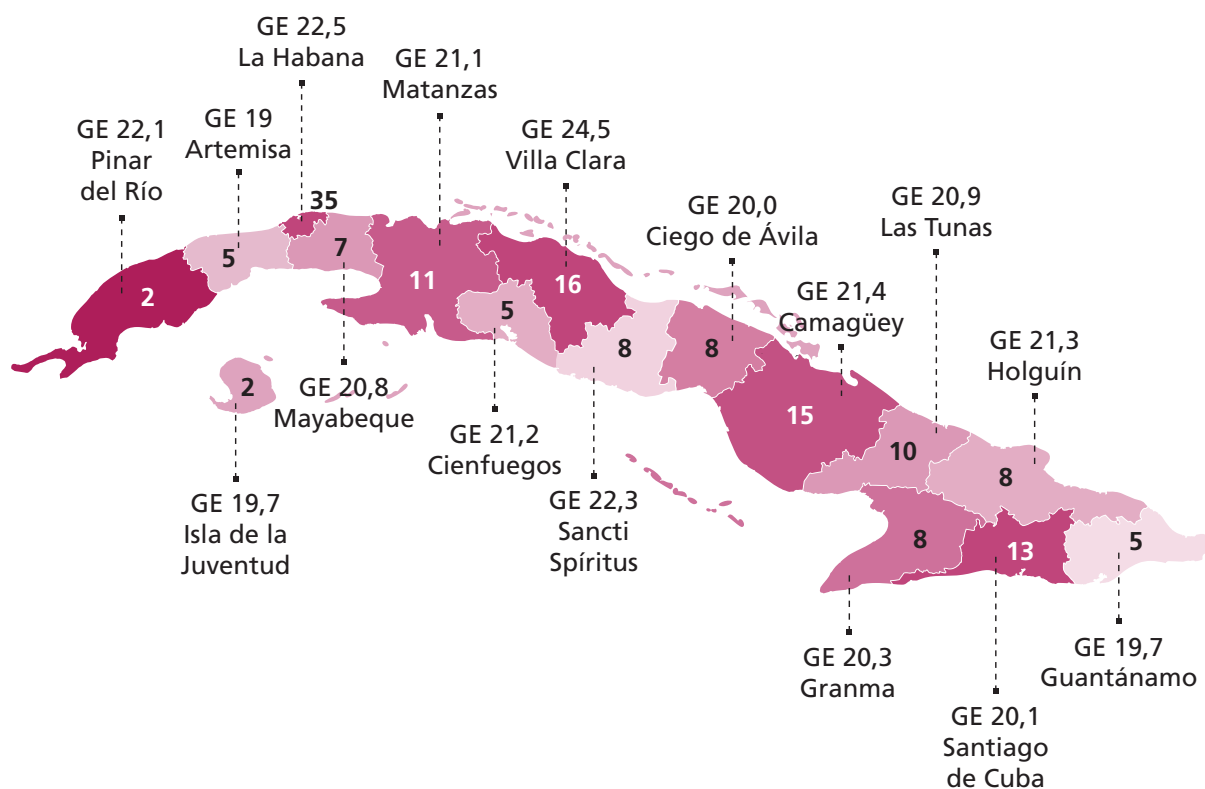 GE 22,5
La Habana
GE 21,1
Matanzas
GE 19
Artemisa
GE 22,1
Pinar
del Río
GE 24,5
Villa Clara
GE 20,0
Ciego de Ávila
GE 20,9
Las Tunas
GE 21,4
Camagüey
GE 21,3
Holguín
35
5
7
2
11
16
5
8
8
2
15
10
8
8
13
5
GE 20,8
Mayabeque
GE 21,2
Cienfuegos
GE 19,7
Isla de la
Juventud
GE 22,3
Sancti
Spíritus
GE 20,3
Granma
GE 19,7
Guantánamo
GE 20,1
Santiago
de Cuba